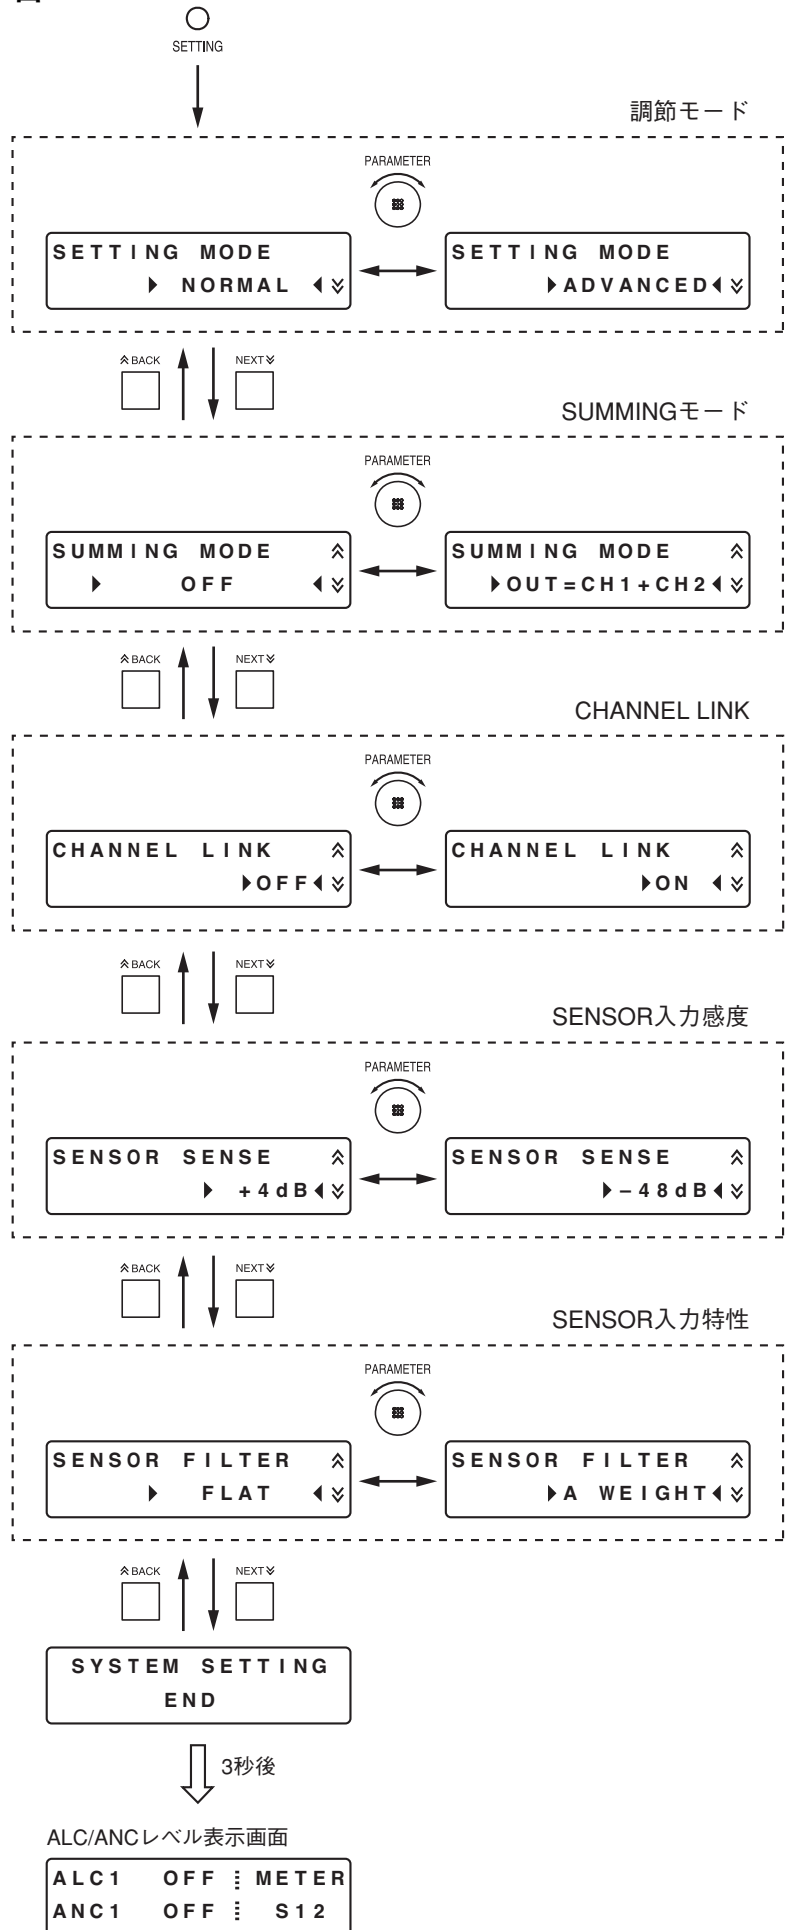 SETTING
調節モード
PARAMETER
SETTING MODE
▶ NORMAL ◀
SETTING MODE
▶ADVANCED◀
BACK
NEXT
SUMMINGモード
PARAMETER
SUMMING MODE
▶ OFF ◀
SUMMING MODE
▶OUT=CH1+CH2◀
BACK
NEXT
CHANNEL LINK
PARAMETER
CHANNEL LINK
▶OFF◀
CHANNEL LINK
▶ON ◀
BACK
NEXT
SENSOR入力感度
PARAMETER
SENSOR SENSE
▶ +4dB◀
SENSOR SENSE
▶−48dB◀
BACK
NEXT
SENSOR入力特性
PARAMETER
SENSOR FILTER
▶ FLAT ◀
SENSOR FILTER
▶A WEIGHT◀
BACK
NEXT
SYSTEM SETTING
END
3秒後
ALC/ANCレベル表示画面
ALC1 OFF METER
ANC1 OFF S12